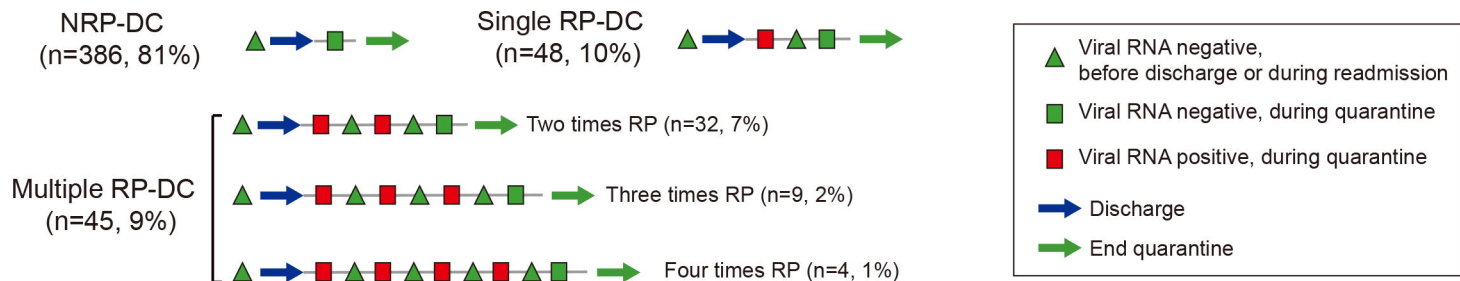 NRP-DC
(n=386, 81%)
Single RP-DC
(n=48, 10%)
Multiple RP-DC
(n=45, 9%)
Two times RP (n=32, 7%)
Three times RP (n=9, 2%)
Four times RP (n=4, 1%)
Viral RNA negative,
before discharge or during readmission
Viral RNA negative, during quarantine
Viral RNA positive, during quarantine
Discharge
End quarantine